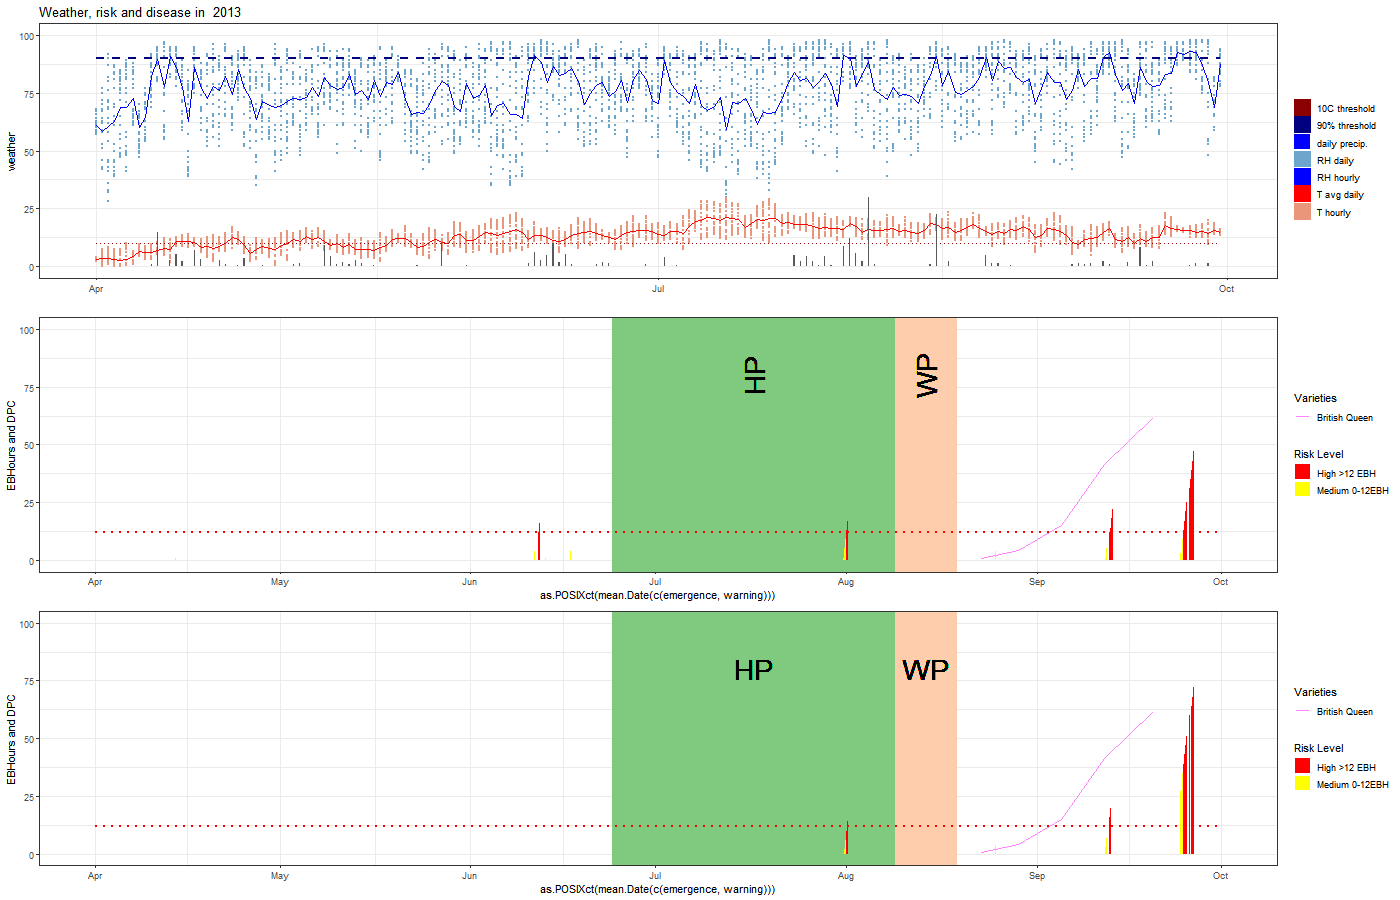 Weather, risk and disease in  2013
100
75
50
25
0
weather
Apr
Jul
Oct
10C threshold
90% threshold
daily precip.
RH daily
RH hourly
T avg daily
T hourly
100
75
50
25
0
EBHours and DPC
HP
WP
Apr
May
Jun
Jul
Aug
Sep
Oct
as.POSIXct(mean.Date(c(emergence, warning)))
Varieties
British Queen
Risk Level
High >12 EBH
Medium 0-12EBH
100
75
50
25
0
EBHours and DPC
HP
WP
Apr
May
Jun
Jul
Aug
Sep
Oct
as.POSIXct(mean.Date(c(emergence, warning)))
Varieties
British Queen
Risk Level
High >12 EBH
Medium 0-12EBH